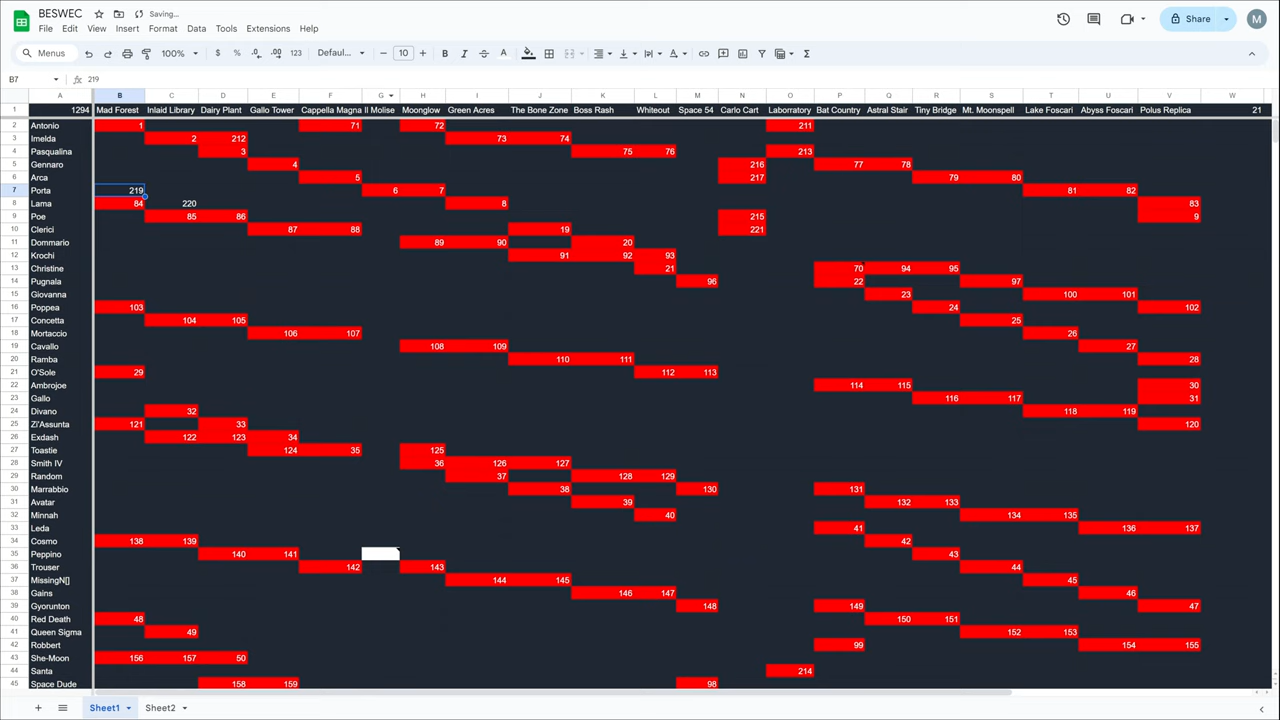 BESWEC Saving...
File Edit View Insert Format Data Tools Extensions Help
Share M
Menus 100% $ % .0 .00 123 Defaul... 10 B I A
B7 219
A B C D E F G H I J K L M N O P Q R S T U V W
1 1294 Mad Forest Inlaid Library Dairy Plant Gallo Tower Cappella Magna Il Molise Moonglow Green Acres The Bone Zone Boss Rash Whiteout Space 54 Carlo Cart Laborratory Bat Country Astral Stair Tiny Bridge Mt. Moonspell Lake Foscari Abyss Foscari Polus Replica 21
2 Antonio 1 71 72 211
3 Imelda 2 212 73 74
4 Pasqualina 3 75 76 213
5 Gennaro 4 216 77 78
6 Arca 5 217 79 80
7 Porta 219 6 7 81 82
8 Lama 84 220 8 83
9 Poe 85 86 215 9
10 Clerici 87 88 19 221
11 Dommario 89 90 20
12 Krochi 91 92 93
13 Christine 21 70 94 95
14 Pugnala 96 22 97
15 Giovanna 23 100 101
16 Poppea 103 24 102
17 Concetta 104 105 25
18 Mortaccio 106 107 26
19 Cavallo 108 109 27
20 Ramba 110 111 28
21 O'Sole 29 112 113
22 Ambrojoe 114 115 30
23 Gallo 116 117 31
24 Divano 32 118 119
25 Zi'Assunta 121 33 120
26 Exdash 122 123 34
27 Toastie 124 35 125
28 Smith IV 36 126 127
29 Random 37 128 129
30 Marrabbio 38 130 131
31 Avatar 39 132 133
32 Minnah 40 134 135
33 Leda 41 136 137
34 Cosmo 138 139 42
35 Peppino 140 141 43
36 Trouser 142 143 44
37 MissingN[] 144 145 45
38 Gains 146 147 46
39 Gyorunton 148 149 47
40 Red Death 48 150 151
41 Queen Sigma 49 152 153
42 Robbert 99 154 155
43 She-Moon 156 157 50
44 Santa 214
45 Space Dude 158 159 98
Sheet1 Sheet2